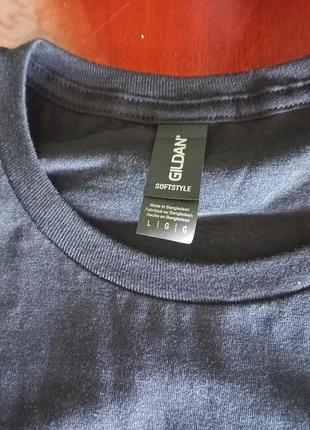 GILDAN®
SOFTSTYLE
Made in Bangladesh
Fabriqué au Bangladesh
Hecho en Bangladesh
L | G | G